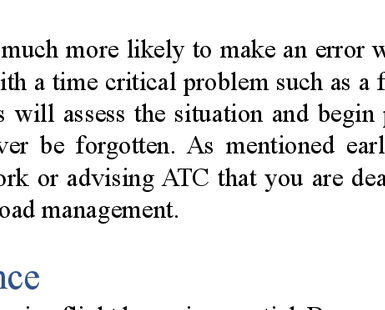 much more likely to make an error w
ith a time critical problem such as a f
s will assess the situation and begin
ver be forgotten. As mentioned earl
ork or advising ATC that you are dea
oad management.
nce